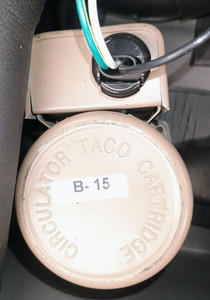 CIRCULATOR TACO CARTRIDGE
B- 15